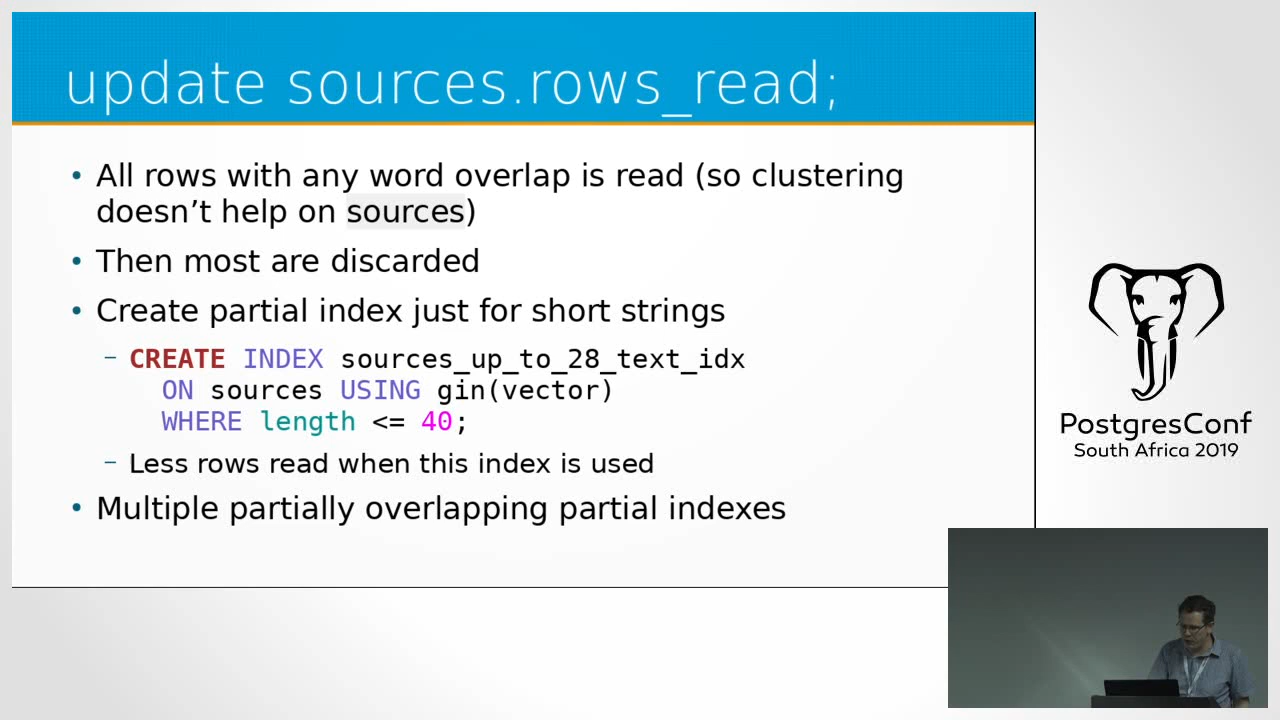 update sources.rows_read;
• All rows with any word overlap is read (so clustering
doesn’t help on sources)
• Then most are discarded
• Create partial index just for short strings
– CREATE INDEX sources_up_to_28_text_idx
ON sources USING gin(vector)
WHERE length <= 40;
– Less rows read when this index is used
• Multiple partially overlapping partial indexes
PostgresConf
South Africa 2019